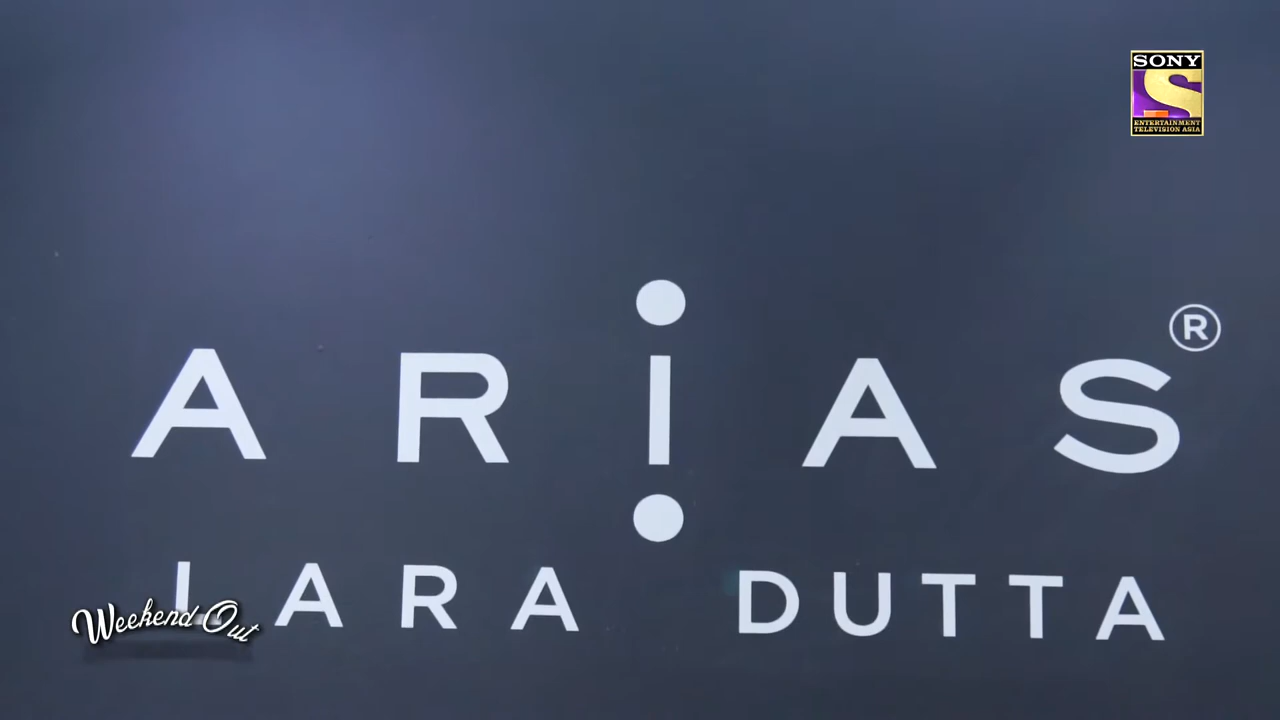 SONY
ENTERTAINMENT
TELEVISION ASIA
ARIAS®
LARA DUTTA
Weekend Out